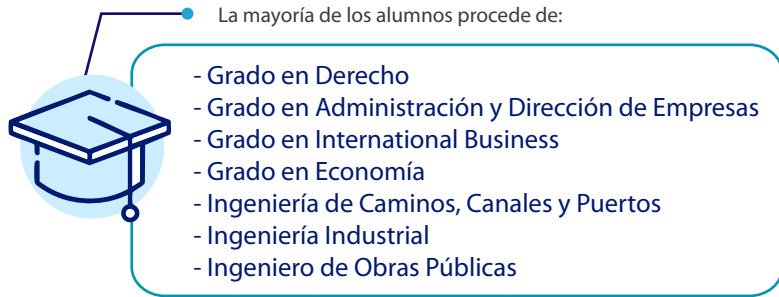 La mayoría de los alumnos procede de:
- Grado en Derecho
- Grado en Administración y Dirección de Empresas
- Grado en International Business
- Grado en Economía
- Ingeniería de Caminos, Canales y Puertos
- Ingeniería Industrial
- Ingeniero de Obras Públicas